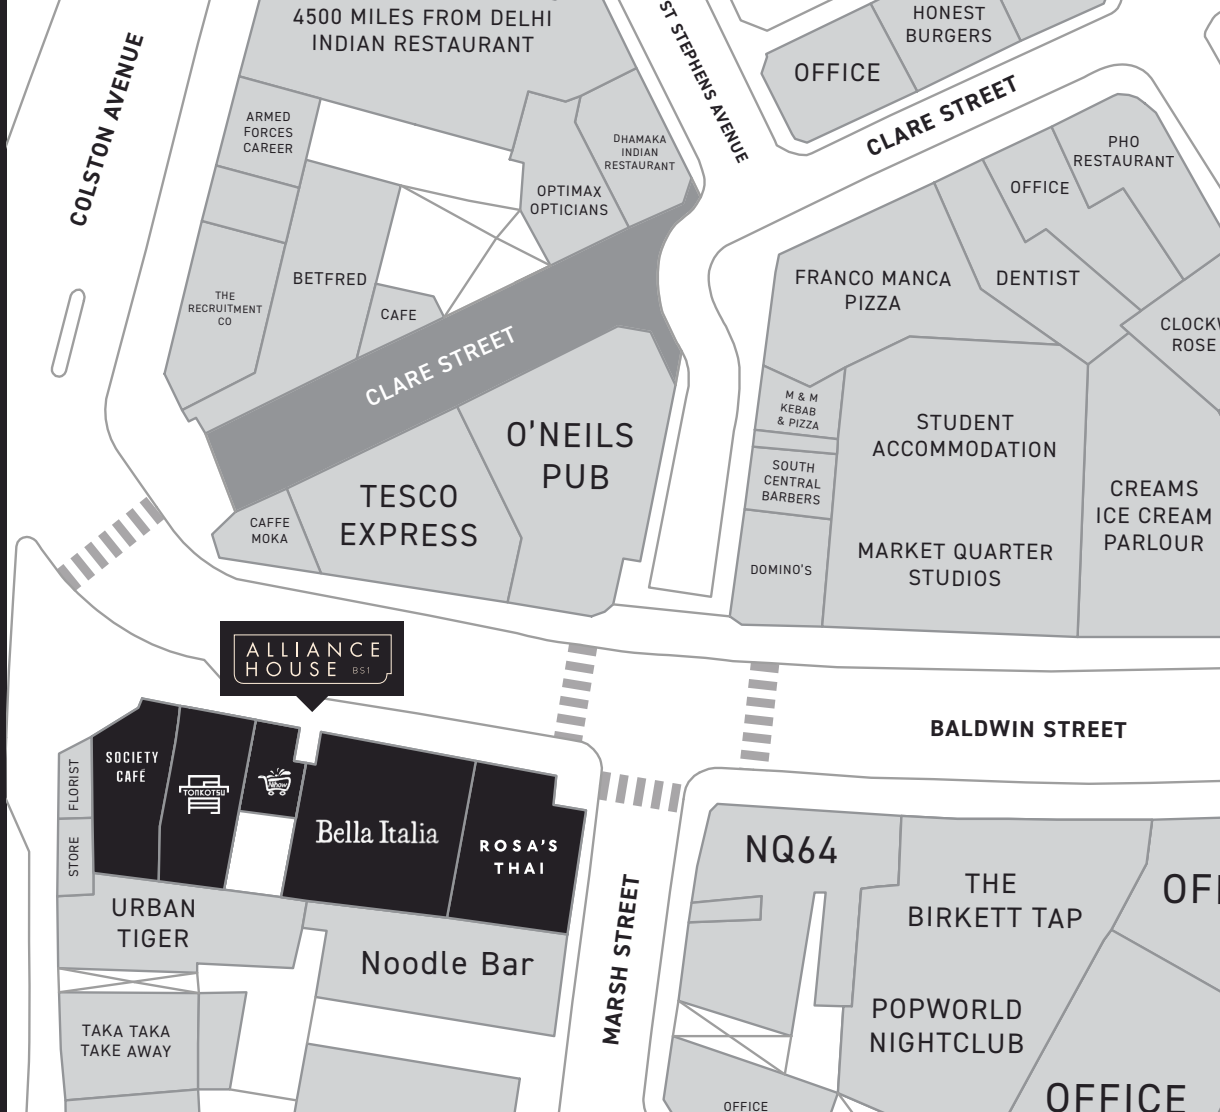 4500 MILES FROM DELHI
INDIAN RESTAURANT
COLSTON AVENUE
ST STEPHENS AVENUE
HONEST
BURGERS
OFFICE
CLARE STREET
ARMED
FORCES
CAREER
DHAMAKA
INDIAN
RESTAURANT
OPTIMAX
OPTICIANS
PHO
RESTAURANT
OFFICE
BETFRED
THE
RECRUITMENT
CO
CAFE
FRANCO MANCA
PIZZA
DENTIST
CLOCKW
ROSE
CLARE STREET
M & M
KEBAB
& PIZZA
O'NEILS
PUB
STUDENT
ACCOMMODATION
SOUTH
CENTRAL
BARBERS
TESCO
EXPRESS
CAFFE
MOKA
CREAMS
ICE CREAM
PARLOUR
DOMINO'S
MARKET QUARTER
STUDIOS
ALLIANCE
HOUSE BS1
BALDWIN STREET
FLORIST
SOCIETY
CAFÉ
TONKOTSU
Nhow
Bella Italia
ROSA'S
THAI
STORE
NQ64
THE
BIRKETT TAP
OFF
URBAN
TIGER
Noodle Bar
MARSH STREET
POPWORLD
NIGHTCLUB
TAKA TAKA
TAKE AWAY
OFFICE
OFFICE